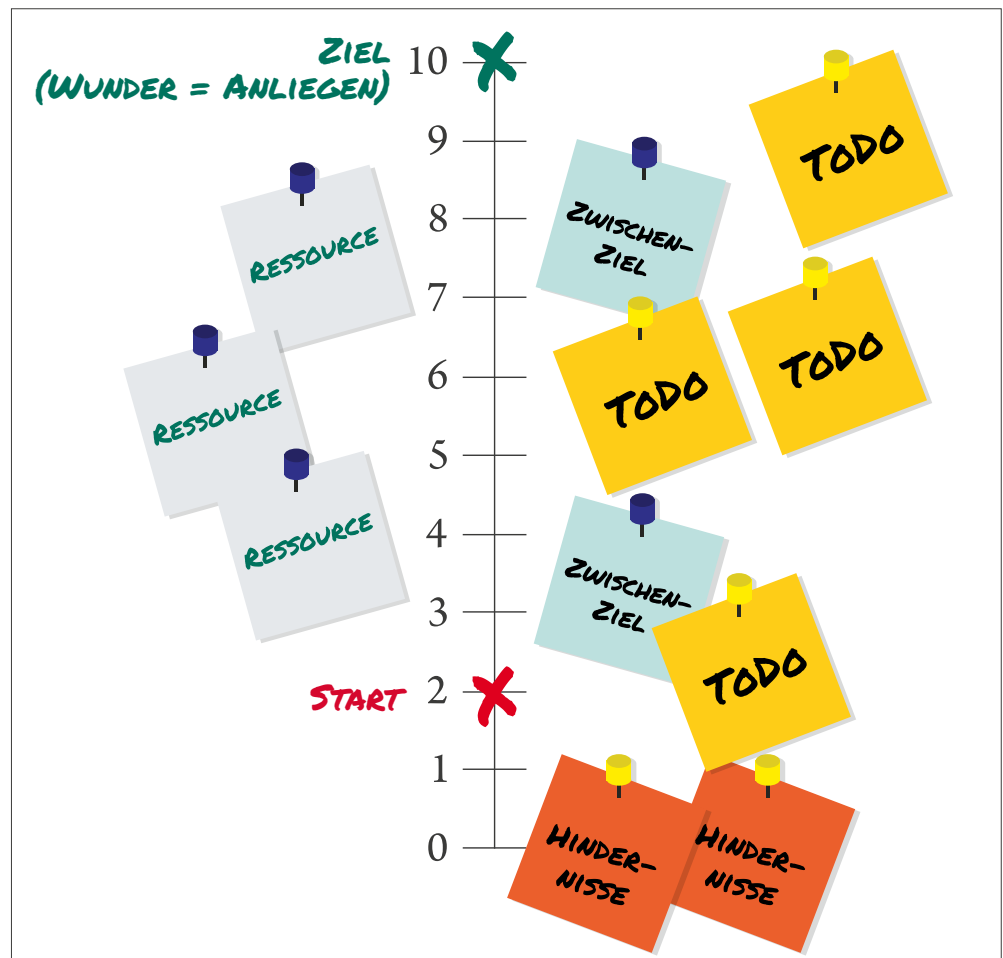 ZIEL
(WUNDER = ANLIEGEN)
10
9
8
7
6
5
4
3
START 2
1
0
RESSOURCE
RESSOURCE
RESSOURCE
TODO
ZWISCHEN-
ZIEL
TODO
TODO
ZWISCHEN-
ZIEL
TODO
HINDER-
NISSE
HINDER-
NISSE